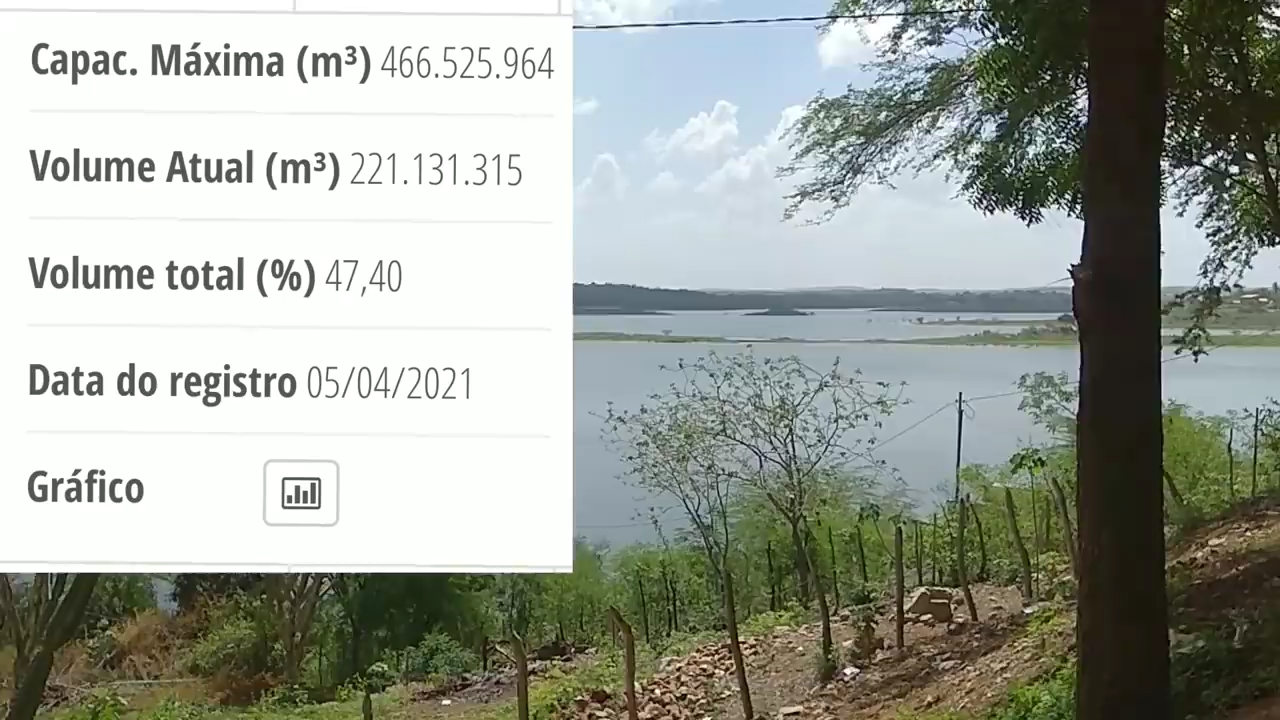 Capac. Máxima (m³) 466.525.964
Volume Atual (m³) 221.131.315
Volume total (%) 47,40
Data do registro 05/04/2021
Gráfico